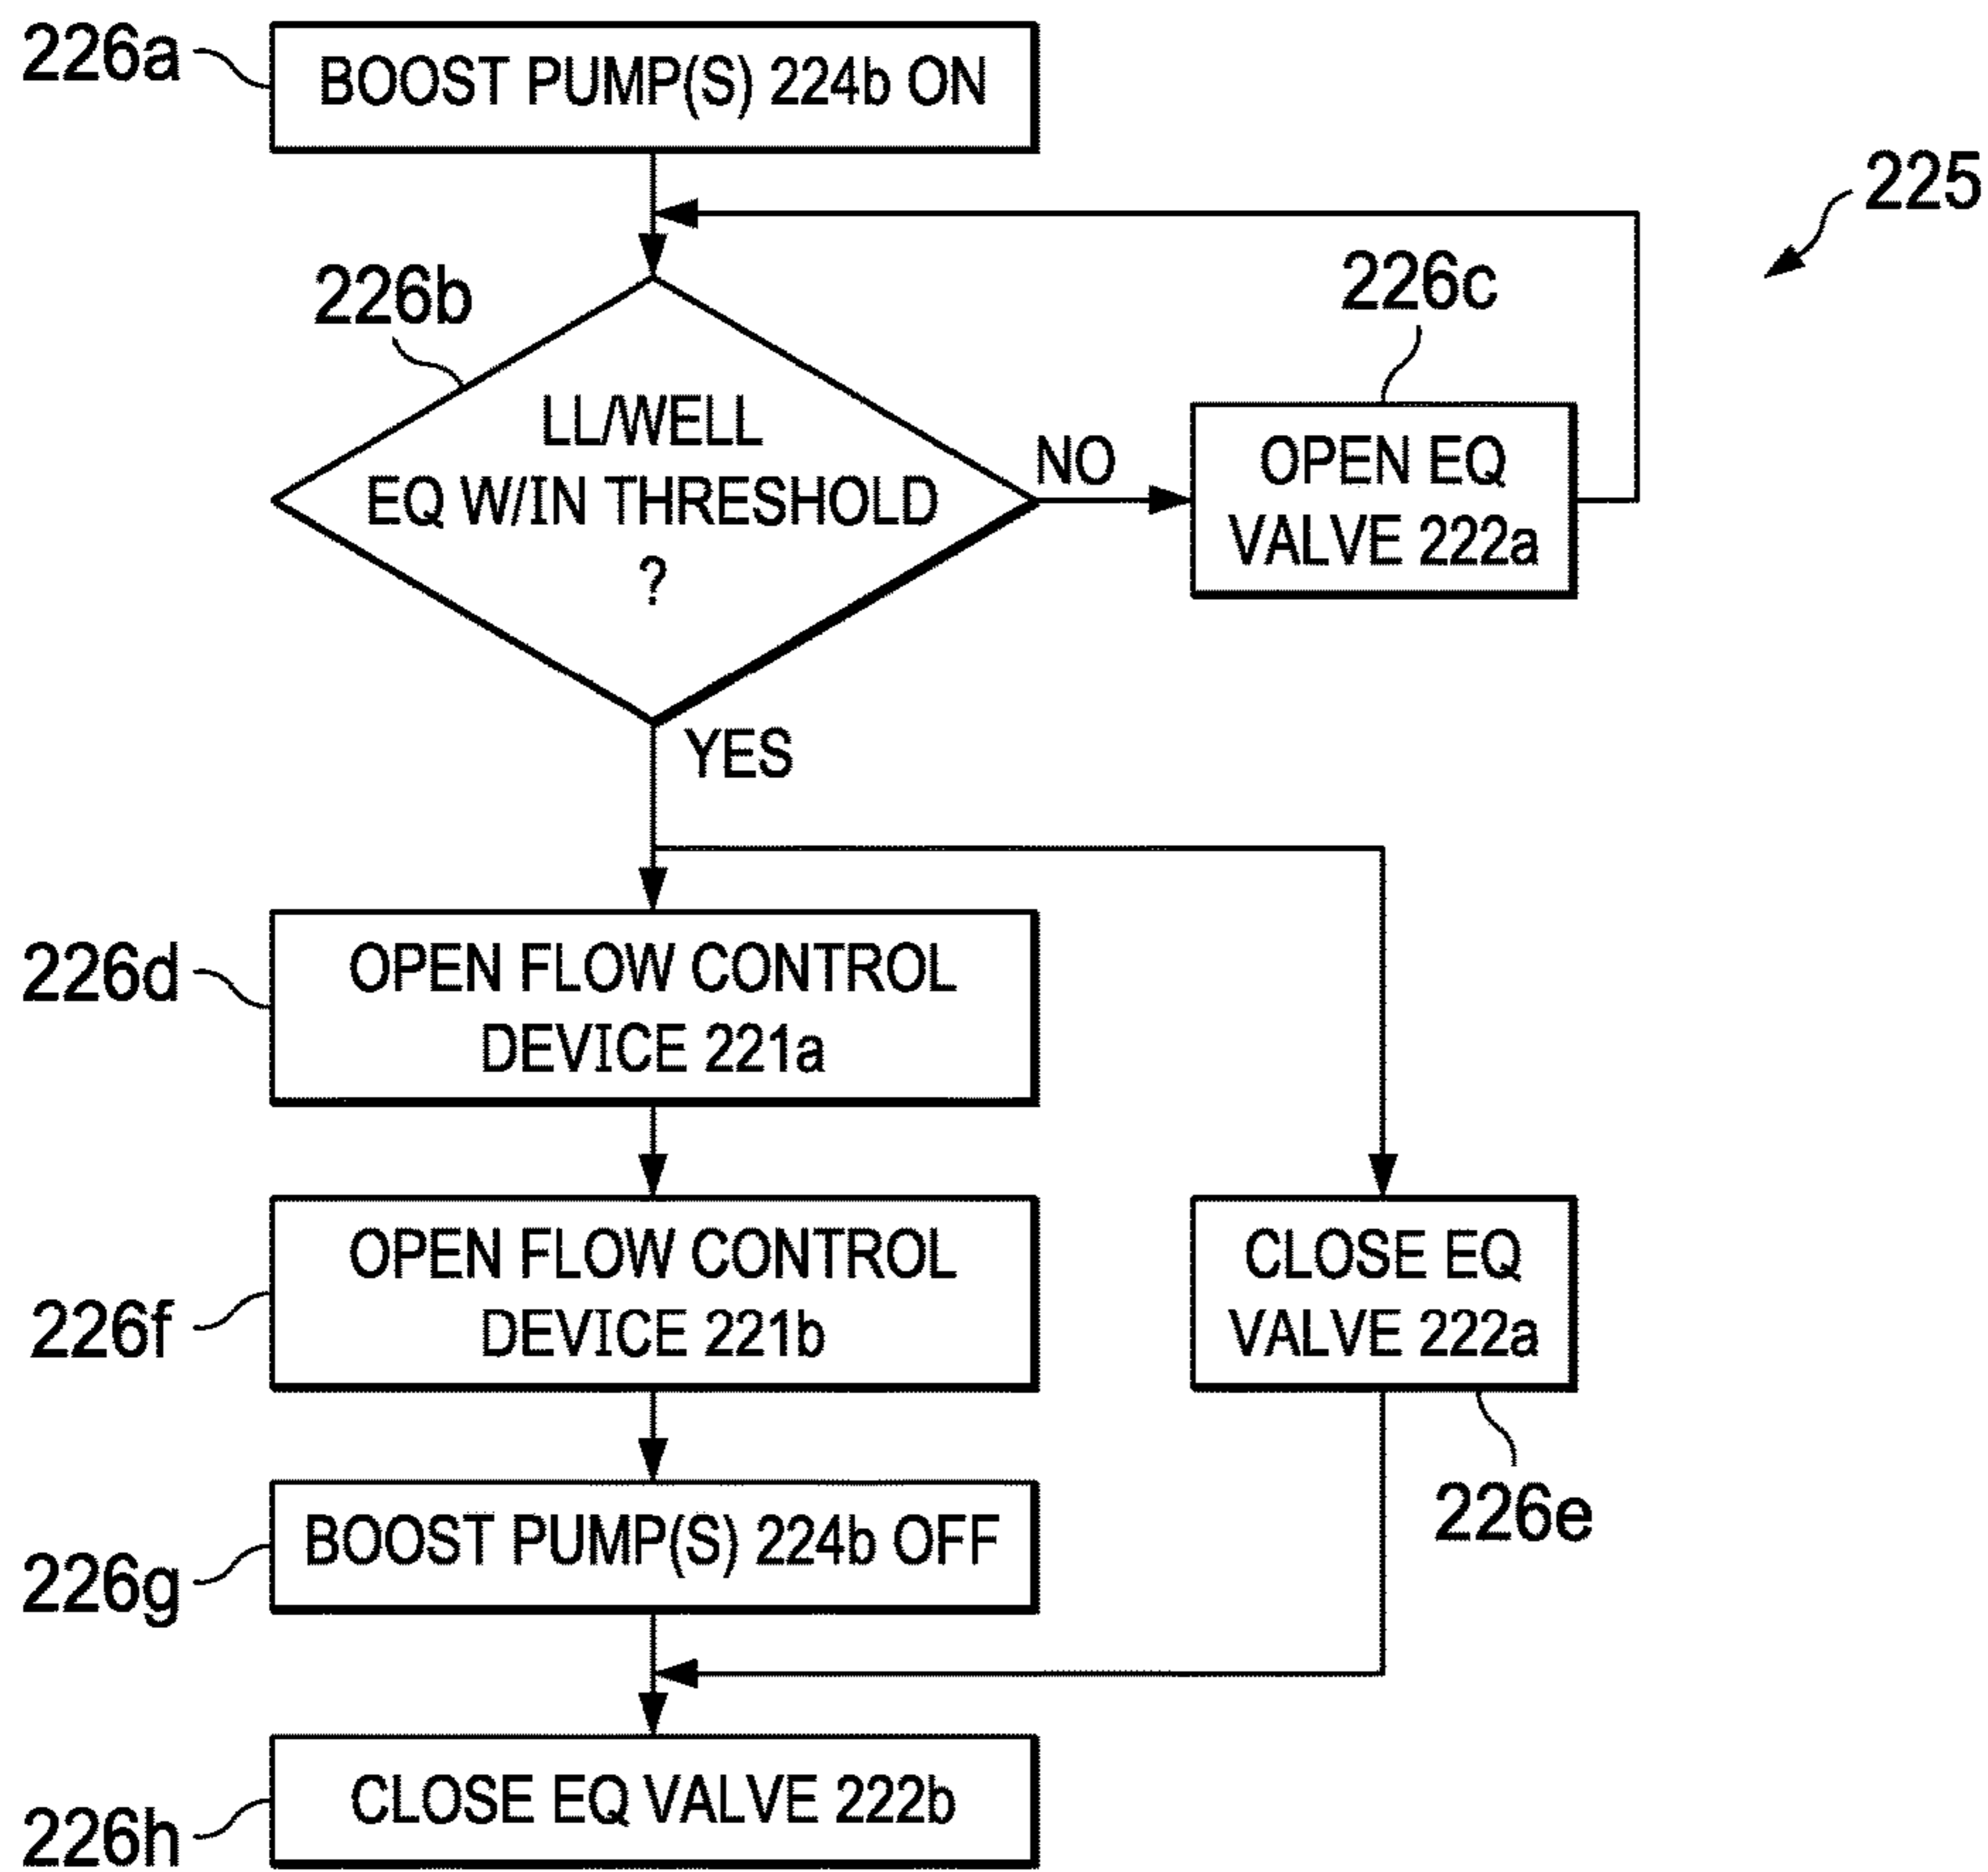 226a
BOOST PUMP(S) 224b ON
225
226b
226c
LL/WELL
EQ W/IN THRESHOLD
?
NO
OPEN EQ
VALVE 222a
YES
226d
OPEN FLOW CONTROL
DEVICE 221a
226f
OPEN FLOW CONTROL
DEVICE 221b
CLOSE EQ
VALVE 222a
226e
226g
BOOST PUMP(S) 224b OFF
226h
CLOSE EQ VALVE 222b